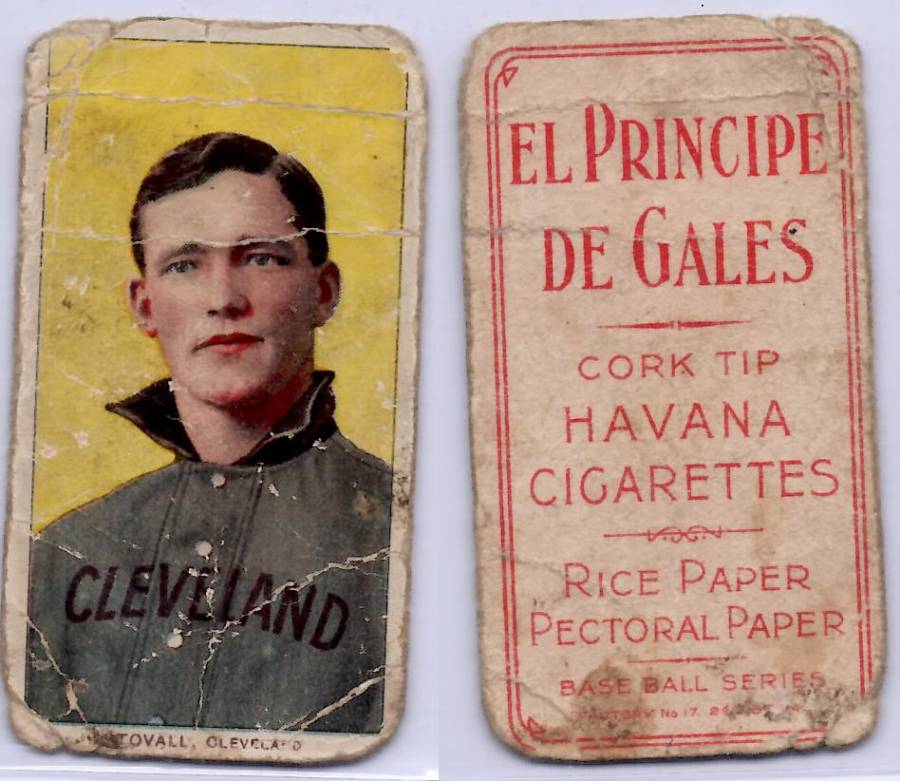 CLEVELAND
TOVALL, CLEVELAND
EL PRINCIPE
DE GALES
CORK TIP
HAVANA
CIGARETTES
RICE PAPER
PECTORAL PAPER
BASE BALL SERIES
FACTORY No 17